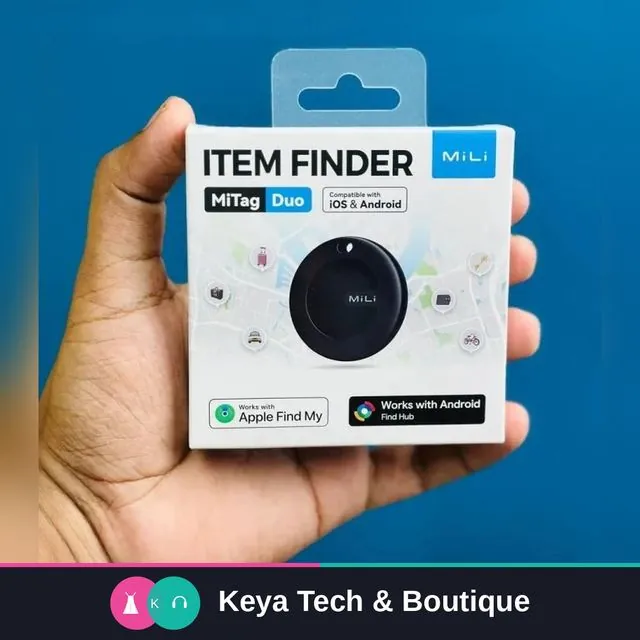 ITEM FINDER
MiLi
MiTag Duo
Compatible with
iOS & Android
MiLi
Works with
Apple Find My
Works with Android
Find Hub
K
Keya Tech & Boutique